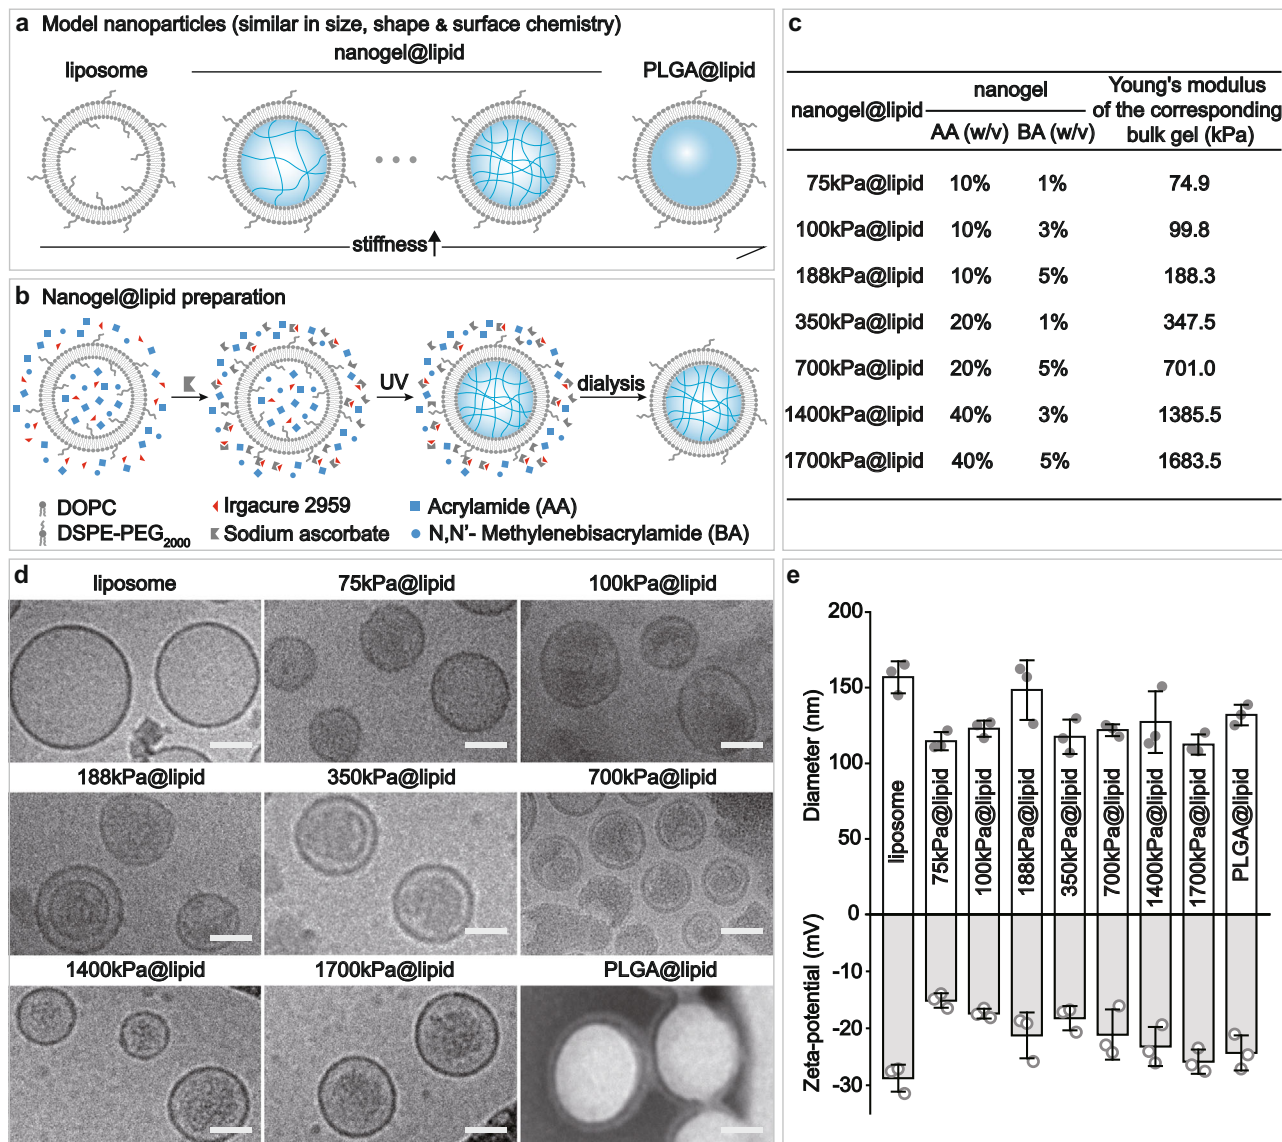 a Model nanoparticles (similar in size, shape & surface chemistry)
nanogel@lipid
liposome
PLGA@lipid
stiffness
b Nanogel@lipid preparation
UV
dialysis
DOPC
Irgacure 2959
Acrylamide (AA)
DSPE-PEG2000
Sodium ascorbate
N,N'- Methylenebisacrylamide (BA)
c
nanogel@lipid
nanogel
AA (w/v) BA (w/v)
Young's modulus
of the corresponding
bulk gel (kPa)
75kPa@lipid 10% 1% 74.9
100kPa@lipid 10% 3% 99.8
188kPa@lipid 10% 5% 188.3
350kPa@lipid 20% 1% 347.5
700kPa@lipid 20% 5% 701.0
1400kPa@lipid 40% 3% 1385.5
1700kPa@lipid 40% 5% 1683.5
d
liposome 75kPa@lipid 100kPa@lipid
188kPa@lipid 350kPa@lipid 700kPa@lipid
1400kPa@lipid 1700kPa@lipid PLGA@lipid
e
Diameter (nm)
200
150
100
50
0
Zeta-potential (mV)
-10
-20
-30
liposome
75kPa@lipid
100kPa@lipid
188kPa@lipid
350kPa@lipid
700kPa@lipid
1400kPa@lipid
1700kPa@lipid
PLGA@lipid